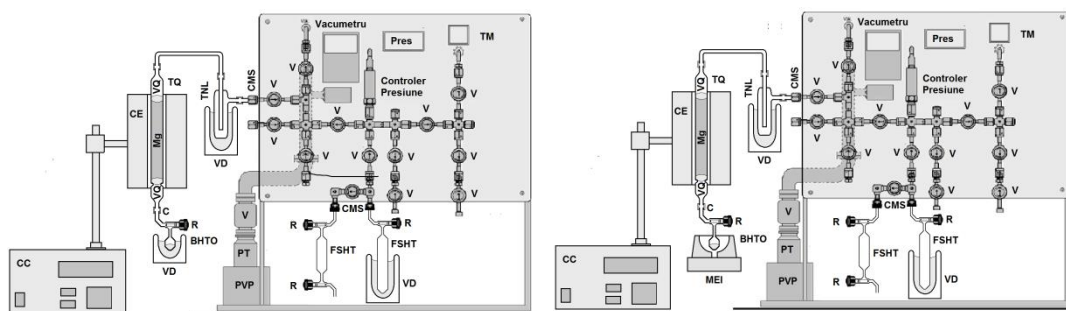 Vacumetru
Pres
TM
V
TQ
VQ
TNL
CMS
V
V
Controler
Presiune
V
V
CE
Mg
V
V
V
VD
V
V
VQ
C
V
CMS
R
R
R
V
BHTO
FSHT
FSHT
CC
VD
PT
R
VD
PVP
Vacumetru
Pres
TM
V
TQ
VQ
TNL
CMS
V
V
Controler
Presiune
V
V
CE
Mg
V
V
V
VD
V
V
VQ
C
V
CMS
R
R
R
V
BHTO
FSHT
FSHT
CC
MEI
PT
R
VD
PVP